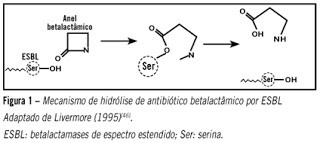 Anel
betalactâmico
O
ESBL
Ser
OH
O
O
Ser
O
OH
NH
Ser
OH
Figura 1 – Mecanismo de hidrólise de antibiótico betalactâmico por ESBL
Adaptado de Livermore (1995)(46).
ESBL: betalactamases de espectro estendido; Ser: serina.